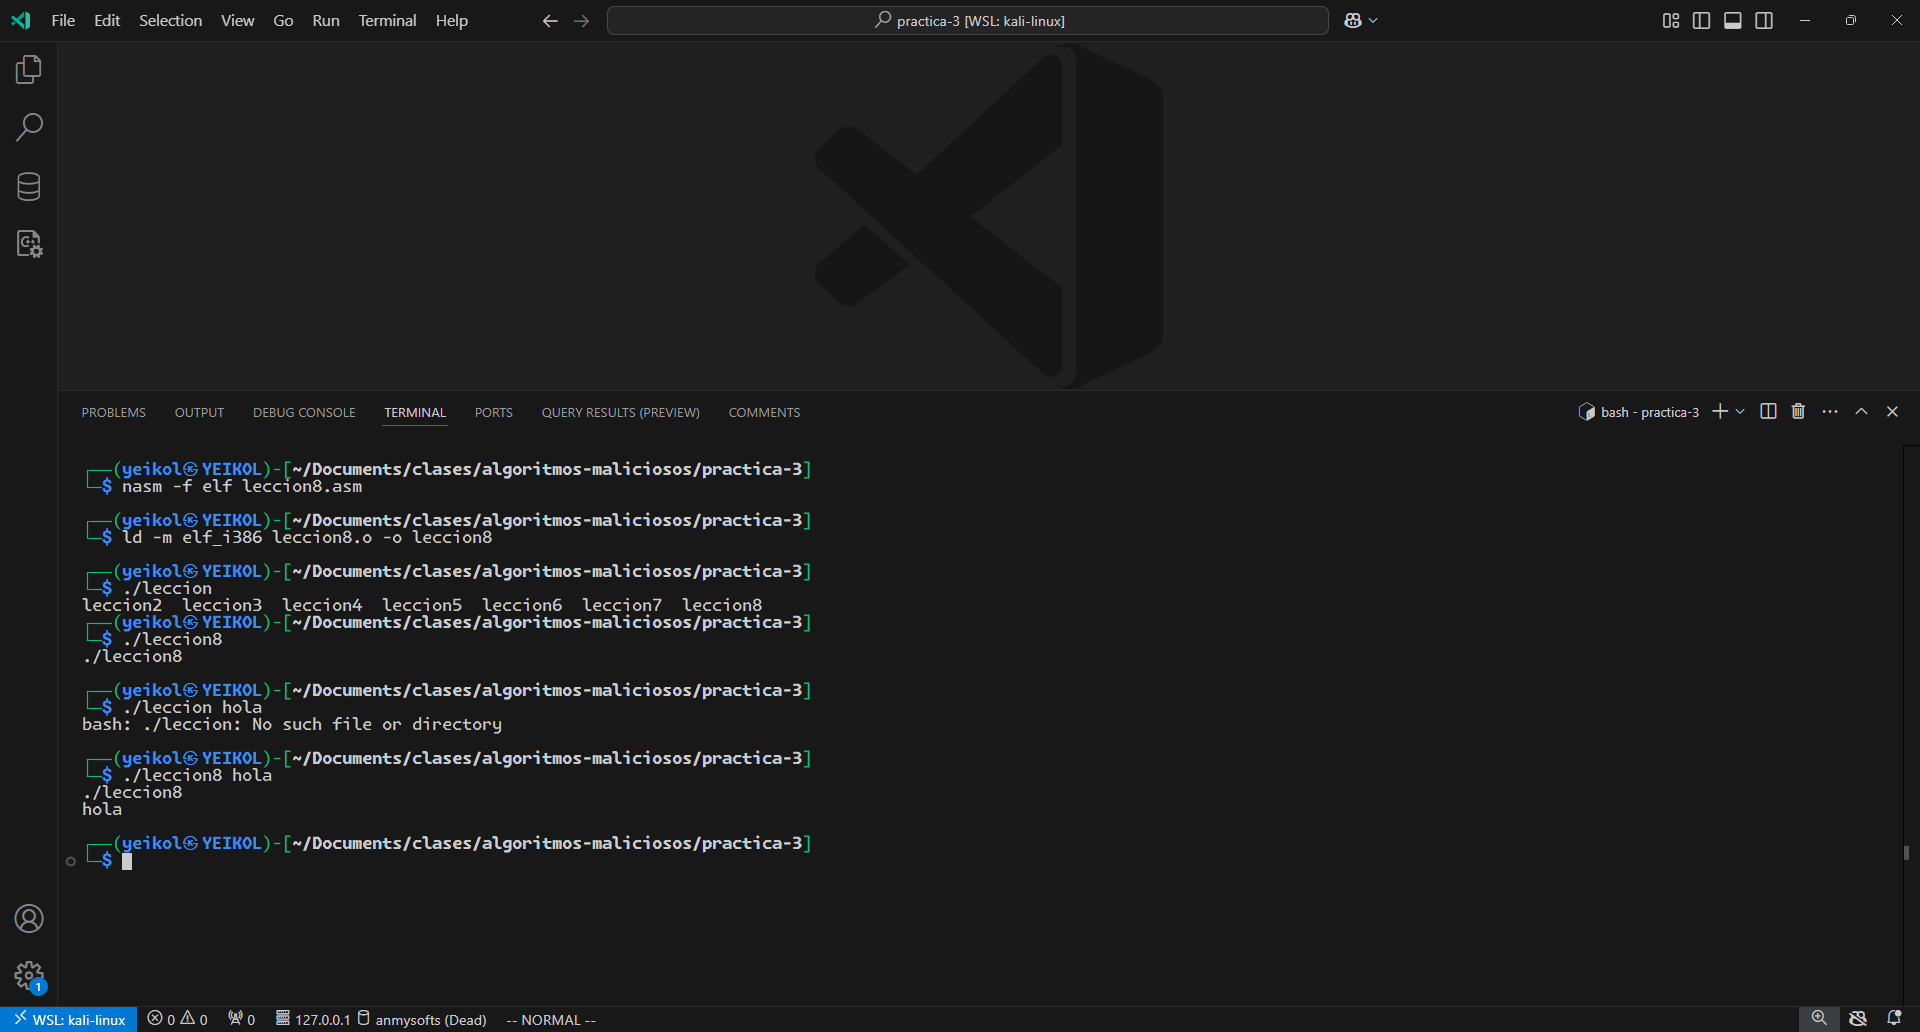 File Edit Selection View Go Run Terminal Help
practica-3 [WSL: kali-linux]
PROBLEMS OUTPUT DEBUG CONSOLE TERMINAL PORTS QUERY RESULTS (PREVIEW) COMMENTS
bash - practica-3
┌──(yeikol㉿YEIKOL)-[~/Documents/clases/algoritmos-maliciosos/practica-3]
└─$ nasm -f elf leccion8.asm
┌──(yeikol㉿YEIKOL)-[~/Documents/clases/algoritmos-maliciosos/practica-3]
└─$ ld -m elf_i386 leccion8.o -o leccion8
┌──(yeikol㉿YEIKOL)-[~/Documents/clases/algoritmos-maliciosos/practica-3]
└─$ ./leccion
leccion2 leccion3 leccion4 leccion5 leccion6 leccion7 leccion8
┌──(yeikol㉿YEIKOL)-[~/Documents/clases/algoritmos-maliciosos/practica-3]
└─$ ./leccion8
./leccion8
┌──(yeikol㉿YEIKOL)-[~/Documents/clases/algoritmos-maliciosos/practica-3]
└─$ ./leccion hola
bash: ./leccion: No such file or directory
┌──(yeikol㉿YEIKOL)-[~/Documents/clases/algoritmos-maliciosos/practica-3]
└─$ ./leccion8 hola
./leccion8
hola
┌──(yeikol㉿YEIKOL)-[~/Documents/clases/algoritmos-maliciosos/practica-3]
└─$
1
WSL: kali-linux 0 0 0 127.0.0.1 anmysofts (Dead) -- NORMAL --